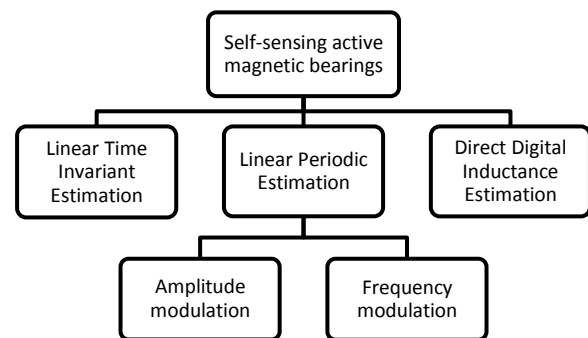 Self-sensing active
magnetic bearings
Linear Time
Invariant
Estimation
Linear Periodic
Estimation
Direct Digital
Inductance
Estimation
Amplitude
modulation
Frequency
modulation